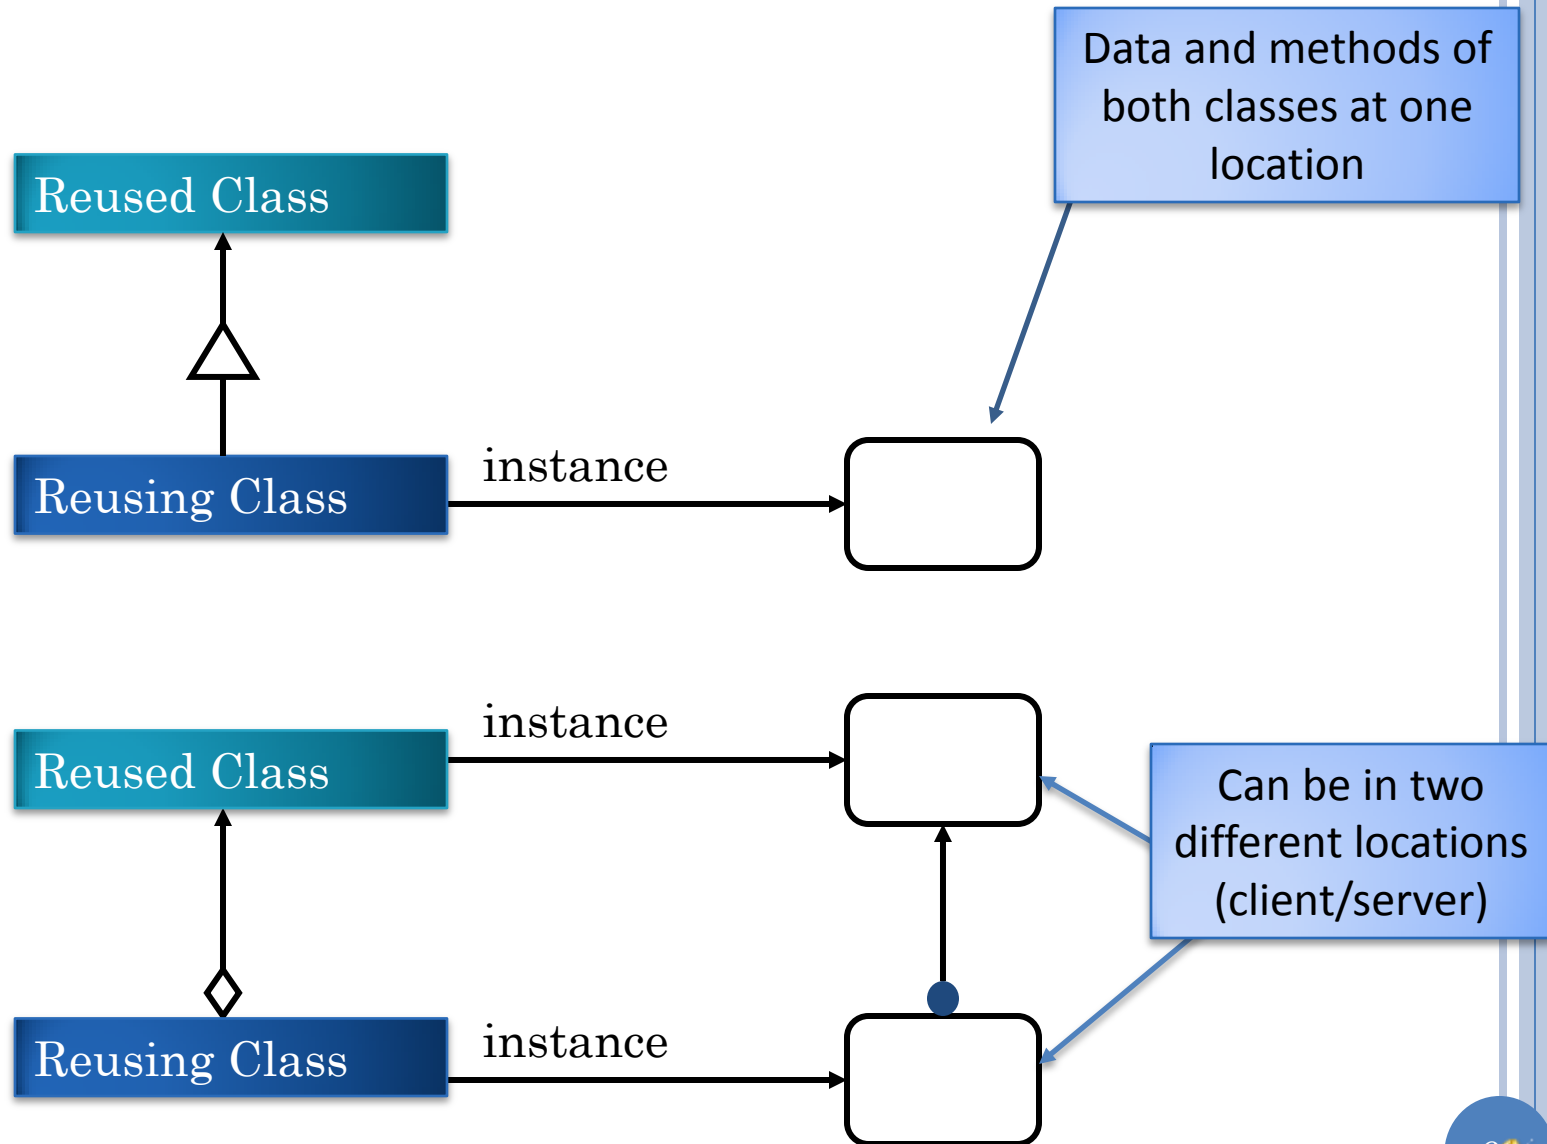 Data and methods of
both classes at one
location
Reused Class
instance
Reusing Class
instance
Reused Class
Can be in two
different locations
(client/server)
instance
Reusing Class